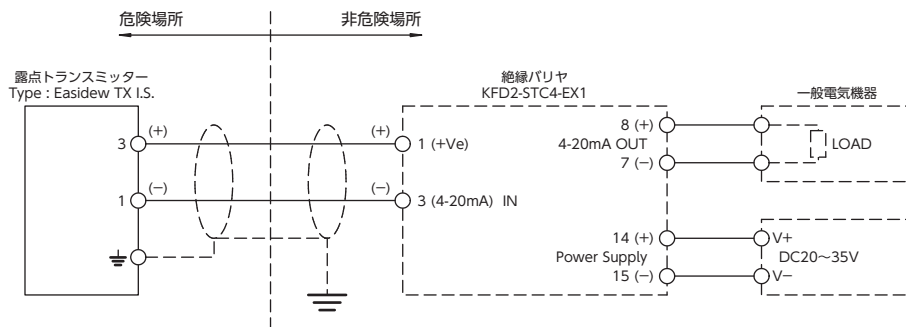 危険場所
非危険場所
露点トランスミッター
Type : Easidew TX I.S.
絶縁バリヤ
KFD2-STC4-EX1
一般電気機器
3
(+)
(+)
1 (+Ve)
8 (+)
4-20mA OUT
7 (−)
LOAD
1
(−)
(−)
3 (4-20mA) IN
14 (+)
Power Supply
15 (−)
V+
DC20～35V
V−